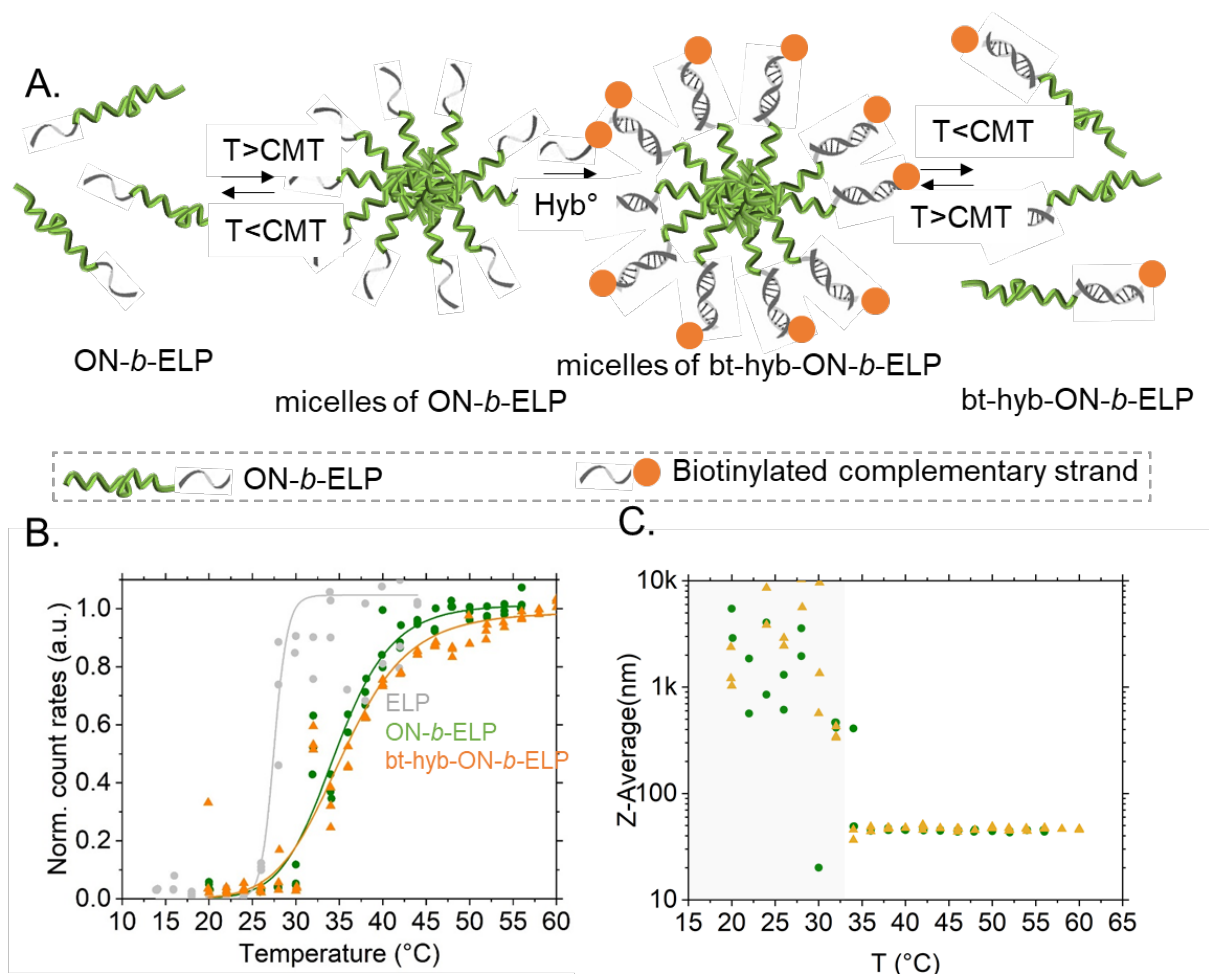 A.
T>CMT
T<CMT
Hyb°
T<CMT
T>CMT
ON-b-ELP
micelles of ON-b-ELP
micelles of bt-hyb-ON-b-ELP
bt-hyb-ON-b-ELP
ON-b-ELP
Biotinylated complementary strand
B.
Norm. count rates (a.u.)
1.0
0.8
0.6
0.4
0.2
0.0
ELP
ON-b-ELP
bt-hyb-ON-b-ELP
10 15 20 25 30 35 40 45 50 55 60
Temperature (°C)
C.
Z-Average(nm)
10k
1k
100
10
15 20 25 30 35 40 45 50 55 60 65
T (°C)